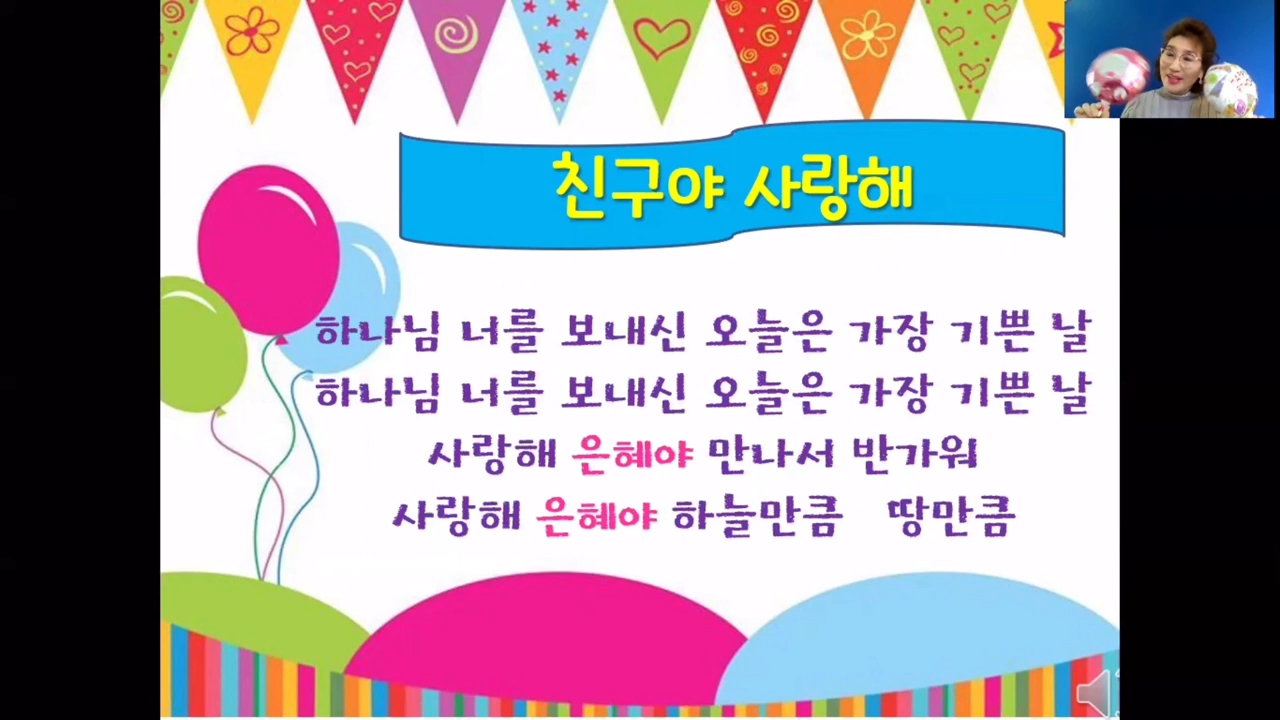 친구야 사랑해
하나님 너를 보내신 오늘은 가장 기쁜 날
하나님 너를 보내신 오늘은 가장 기쁜 날
사랑해 은혜야 만나서 반가워
사랑해 은혜야 하늘만큼 땅만큼